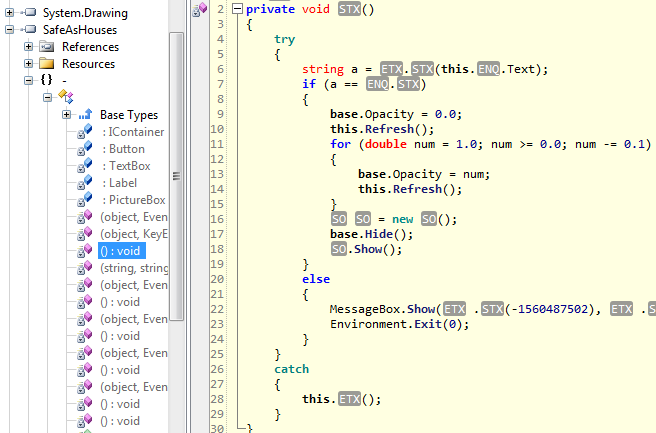 System.Drawing
SafeAsHouses
References
Resources
{ } -
Base Types
: IContainer
: Button
: TextBox
: Label
: PictureBox
(object, Even
(object, KeyE
() : void
(string, string
(object, Even
() : void
(object, Even
() : void
(object, Even
() : void
(object, Even
() : void
() : void
2 private void STX()
3 {
4 try
5 {
6 string a = ETX.STX(this.ENQ.Text);
7 if (a == ENQ.STX)
8 {
9 base.Opacity = 0.0;
10 this.Refresh();
11 for (double num = 1.0; num >= 0.0; num -= 0.1)
12 {
13 base.Opacity = num;
14 this.Refresh();
15 }
16 SO SO = new SO();
17 base.Hide();
18 SO.Show();
19 }
20 else
21 {
22 MessageBox.Show(ETX .STX(-1560487502), ETX .S
23 Environment.Exit(0);
24 }
25 }
26 catch
27 {
28 this.ETX();
29 }
30 }